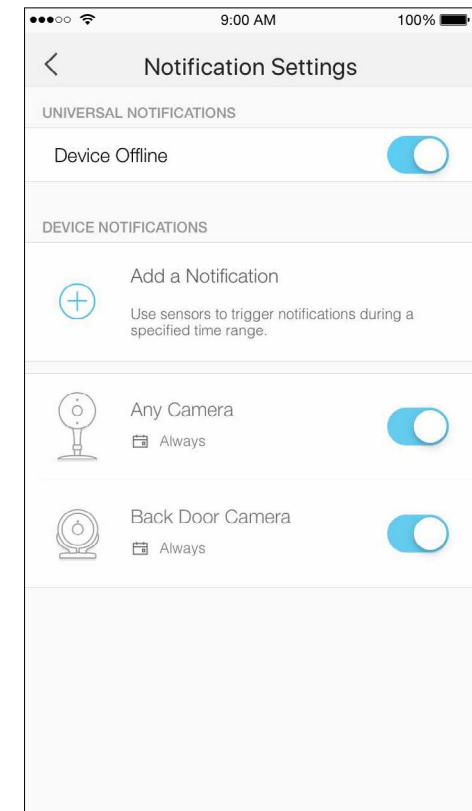 9:00 AM 100%
Notification Settings
UNIVERSAL NOTIFICATIONS
Device Offline
DEVICE NOTIFICATIONS
Add a Notification
Use sensors to trigger notifications during a
specified time range.
Any Camera
Always
Back Door Camera
Always